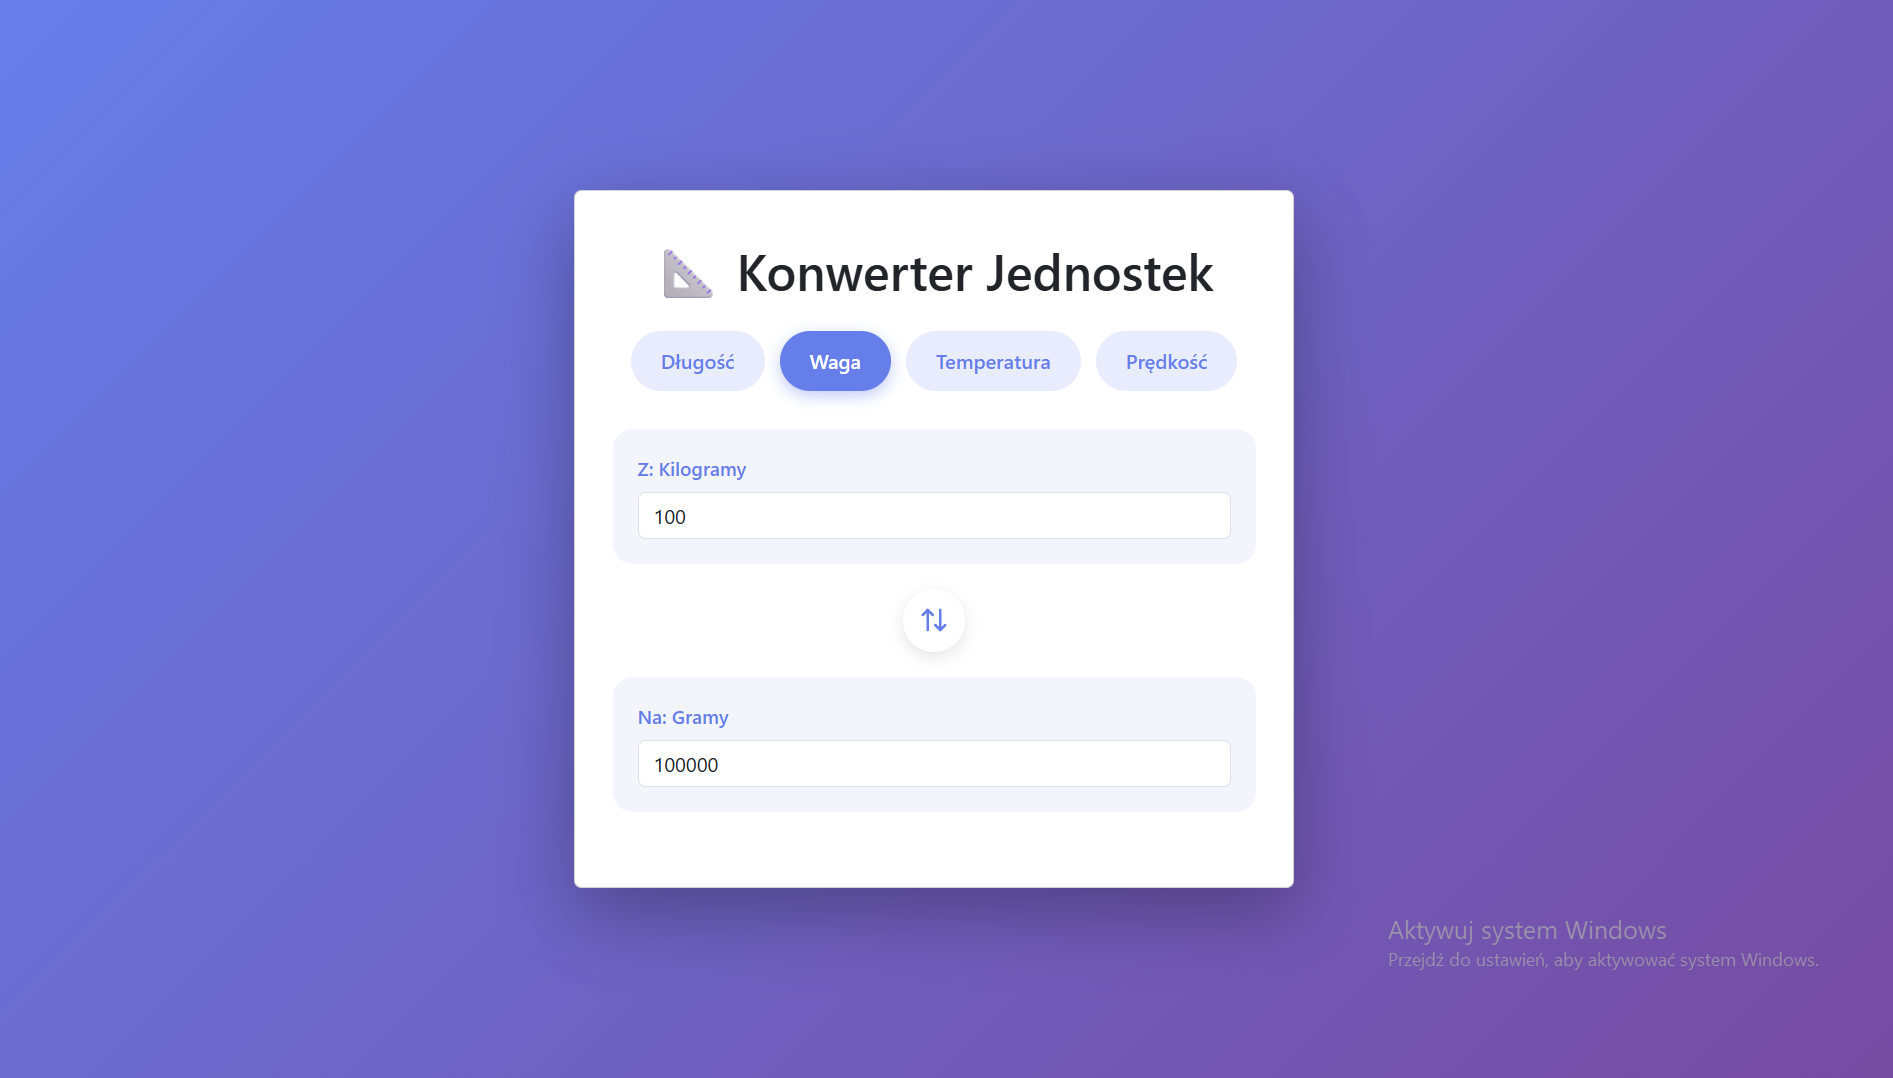 Konwerter Jednostek
Długość Waga Temperatura Prędkość
Z: Kilogramy
100
Na: Gramy
100000
Aktywuj system Windows
Przejdź do ustawień, aby aktywować system Windows.